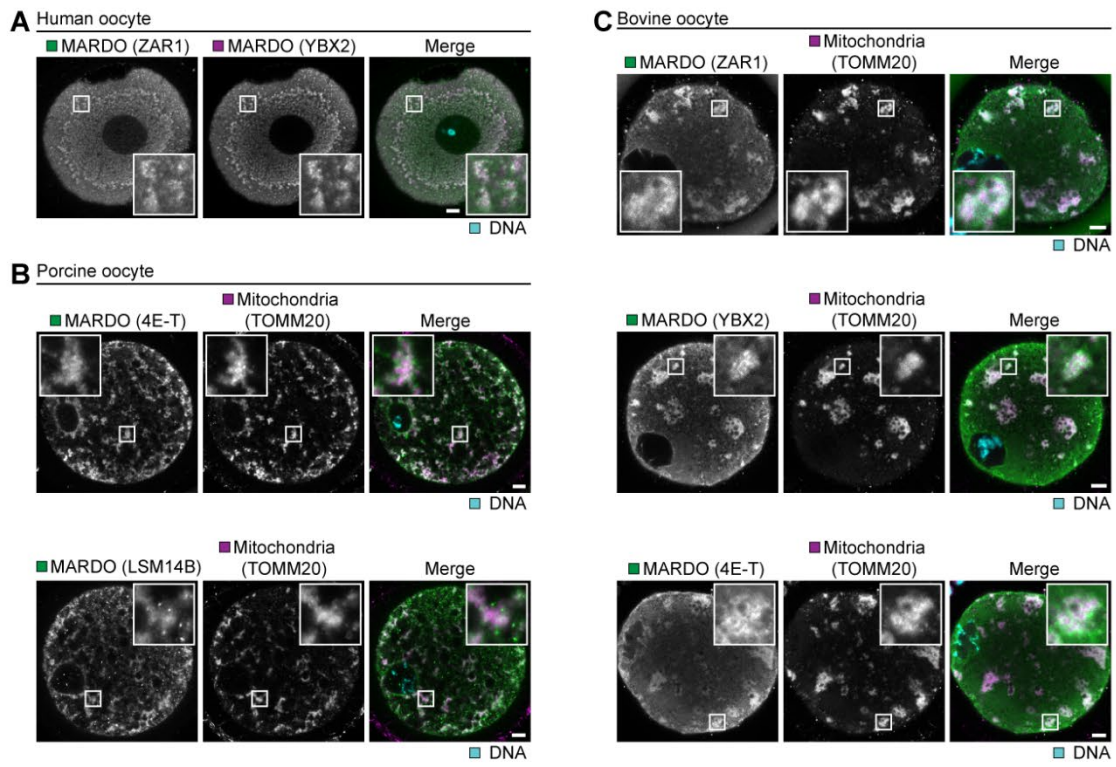 A Human oocyte
MARDO (ZAR1) MARDO (YBX2) Merge
DNA
B Porcine oocyte
Mitochondria
MARDO (4E-T) (TOMM20) Merge
DNA
Mitochondria
MARDO (LSM14B) (TOMM20) Merge
DNA
C Bovine oocyte
Mitochondria
MARDO (ZAR1) (TOMM20) Merge
DNA
Mitochondria
MARDO (YBX2) (TOMM20) Merge
DNA
Mitochondria
MARDO (4E-T) (TOMM20) Merge
DNA